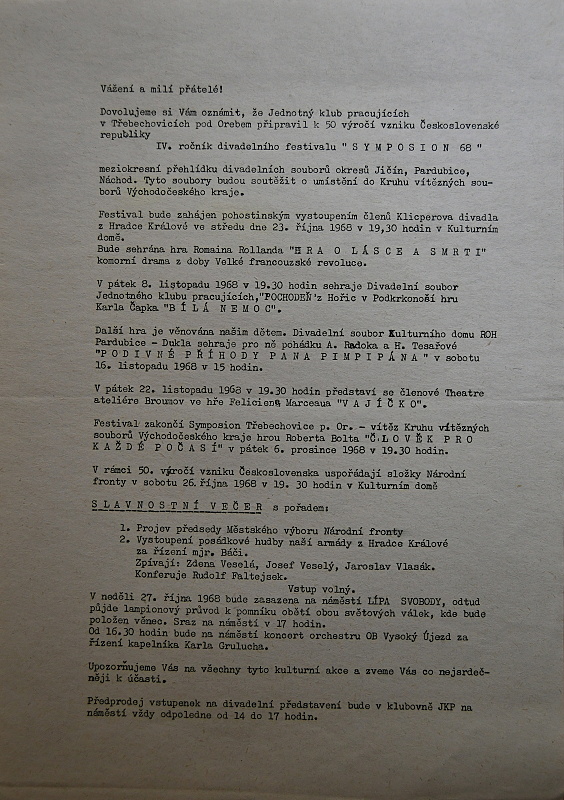 Vážení a milí přátelé!
Dovolujeme si Vám oznámit, že Jednotný klub pracujících
v Třebechovicích pod Orebem připravil k 50 výročí vzniku Československé
republiky
IV. ročník divadelního festivalu " S Y M P O S I O N 68 "
meziokresní přehlídku divadelních souborů okresů Jičín, Pardubice,
Náchod. Tyto soubory budou soutěžit o umístění do Kruhu vítězných sou-
borů Východočeského kraje.
Festival bude zahájen pohostinským vystoupením členů Klicperova divadla
z Hradce Králové ve středu dne 23. října 1968 v 19,30 hodin v Kulturním
domě.
Bude sehrána hra Romaina Rollanda "H R A O L Á S C E A S M R T I"
komorní drama z doby Velké francouzské revoluce.
V pátek 8. listopadu 1968 v 19.30 hodin sehraje Divadelní soubor
Jednotného klubu pracujících,"POCHODEŇ"z Hořic v Podkrkonoší hru
Karla Čapka "B Í L Á N E M O C".
Další hra je věnována našim dětem. Divadelní soubor Kulturního domu ROH
Pardubice - Dukla sehraje pro ně pohádku A. Radoka a H. Tesařové
"P O D I V N É P Ř Í H O D Y P A N A P I M P I P Á N A " v sobotu
16. listopadu 1968 v 15 hodin.
V pátek 22. listopadu 1968 v 19.30 hodin představí se členové Theatre
ateliére Broumov ve hře Feliciena Marceaua "V A J Í Č K O".
Festival zakončí Symposion Třebechovice p. Or. - vítěz Kruhu vítězných
souborů Východočeského kraje hrou Roberta Bolta "Č L O V Ě K P R O
K A Ž D É P O Č A S Í" v pátek 6. prosince 1968 v 19.30 hodin.
V rámci 50. výročí vzniku Československa uspořádají složky Národní
fronty v sobotu 26. října 1968 v 19. 30 hodin v Kulturním domě
S L A V N O S T N Í V E Č E R s pořadem:
1. Projev předsedy Městského výboru Národní fronty
2. Vystoupení posádkové hudby naší armády z Hradce Králové
za řízení mjr. Báči.
Zpívají: Zdena Veselá, Josef Veselý, Jaroslav Vlasák.
Konferuje Rudolf Faltejsek.
Vstup volný.
V neděli 27. října 1968 bude zasazena na náměstí LÍPA SVOBODY, odtud
půjde lampionový průvod k pomníku obětí obou světových válek, kde bude
položen věnec. Sraz na náměstí v 17 hodin.
Od 16.30 hodin bude na náměstí koncert orchestru OB Vysoký Újezd za
řízení kapelníka Karla Grulucha.
Upozorňujeme Vás na všechny tyto kulturní akce a zveme Vás co nejsrdeč-
něji k účasti.
Předprodej vstupenek na divadelní představení bude v klubovně JKP na
náměstí vždy odpoledne od 14 do 17 hodin.